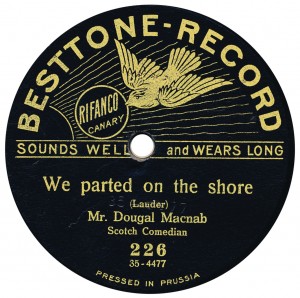 BESTTONE-RECORD
RIFANCO
CANARY
SOUNDS WELL and WEARS LONG
We parted on the shore
(Lauder)
Mr. Dougal Macnab
Scotch Comedian
226
35-4477
PRESSED IN PRUSSIA